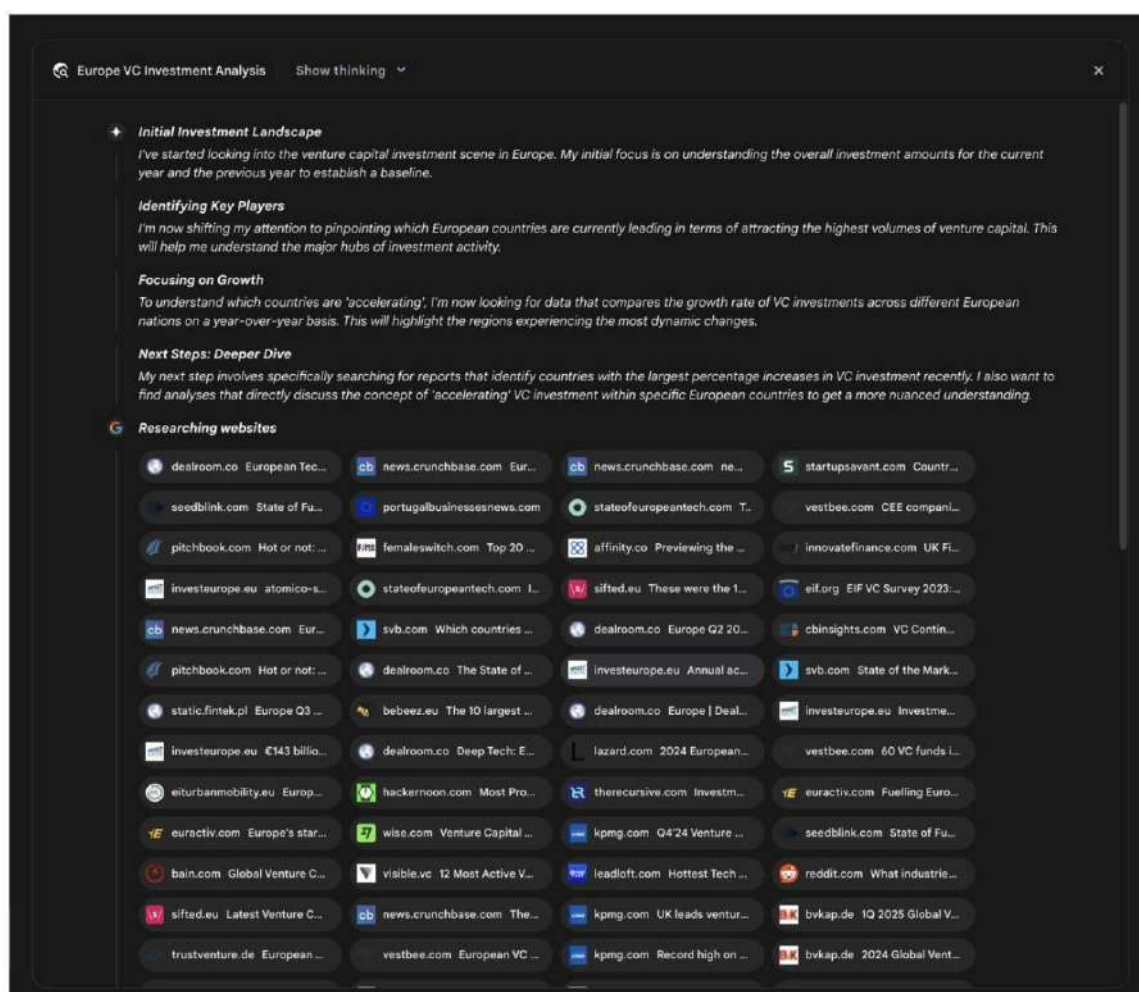 Europe VC Investment Analysis Show thinking
Initial Investment Landscape
I've started looking into the venture capital investment scene in Europe. My initial focus is on understanding the overall investment amounts for the current
year and the previous year to establish a baseline.
Identifying Key Players
I'm now shifting my attention to pinpointing which European countries are currently leading in terms of attracting the highest volumes of venture capital. This
will help me understand the major hubs of investment activity.
Focusing on Growth
To understand which countries are 'accelerating', I'm now looking for data that compares the growth rate of VC investments across different European
nations on a year-over-year basis. This will highlight the regions experiencing the most dynamic changes.
Next Steps: Deeper Dive
My next step involves specifically searching for reports that identify countries with the largest percentage increases in VC investment recently. I also want to
find analyses that directly discuss the concept of 'accelerating' VC investment within specific European countries to get a more nuanced understanding.
Researching websites
dealroom.co European Tec... news.crunchbase.com Eur... news.crunchbase.com ne... startupsavant.com Countr...
seedblink.com State of Fu... portugalbusinessesnews.com stateofeuropeantech.com T.. vestbee.com CEE compani...
pitchbook.com Hot or not: ... femaleswitch.com Top 20 ... affinity.co Previewing the ... innovatefinance.com UK Fi...
investeurope.eu atomico-s... stateofeuropeantech.com I... sifted.eu These were the 1... eif.org EIF VC Survey 2023:...
news.crunchbase.com Eur... svb.com Which countries ... dealroom.co Europe Q2 20... cbinsights.com VC Contin...
pitchbook.com Hot or not: ... dealroom.co The State of ... investeurope.eu Annual ac... svb.com State of the Mark...
static.fintek.pl Europe Q3 ... bebeez.eu The 10 largest ... dealroom.co Europe | Deal... investeurope.eu Investme...
investeurope.eu €143 billio... dealroom.co Deep Tech: E... lazard.com 2024 European... vestbee.com 60 VC funds i...
eiturbanmobility.eu Europ... hackernoon.com Most Pro... therecursive.com Investm... euractiv.com Fuelling Euro...
euractiv.com Europe's star... wise.com Venture Capital ... kpmg.com Q4'24 Venture ... seedblink.com State of Fu...
bain.com Global Venture C... visible.vc 12 Most Active V... leadloft.com Hottest Tech ... reddit.com What industrie...
sifted.eu Latest Venture C... news.crunchbase.com The... kpmg.com UK leads ventur... bvkap.de 1Q 2025 Global V...
trustventure.de European ... vestbee.com European VC ... kpmg.com Record high on ... bvkap.de 2024 Global Vent...